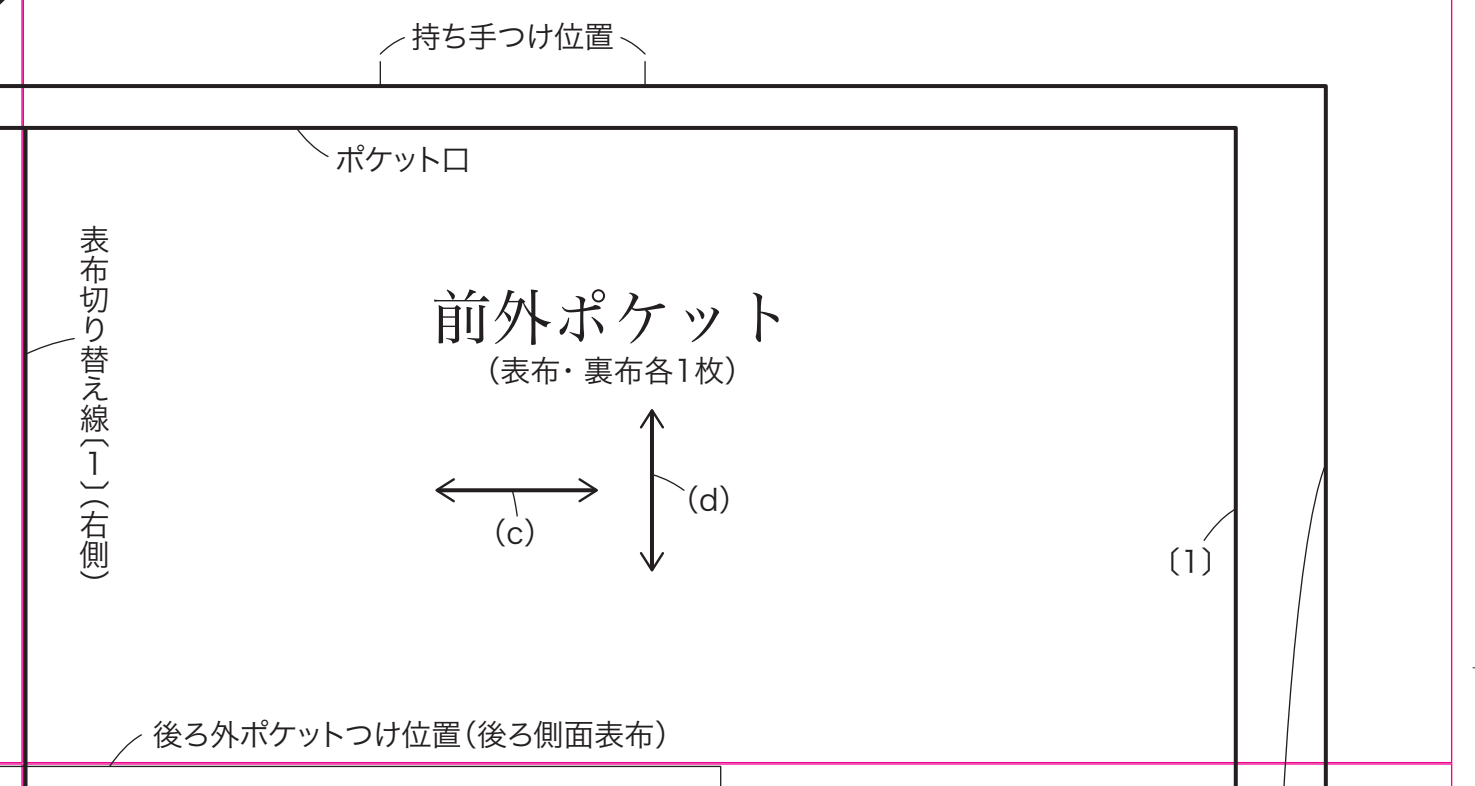 持ち手つけ位置
ポケット口
表布切り替え線〔1〕(右側)
前外ポケット
(表布・裏布各1枚)
(c)
(d)
〔1〕
後ろ外ポケットつけ位置(後ろ側面表布)